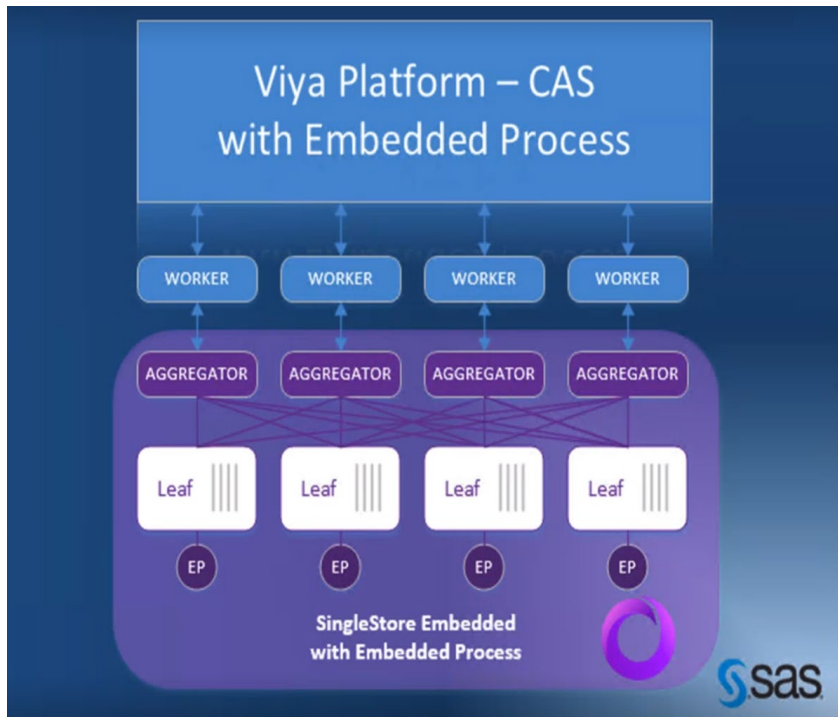 Viya Platform – CAS
with Embedded Process
WORKER WORKER WORKER WORKER
AGGREGATOR AGGREGATOR AGGREGATOR AGGREGATOR
Leaf Leaf Leaf Leaf
EP EP EP EP
SingleStore Embedded
with Embedded Process
sas